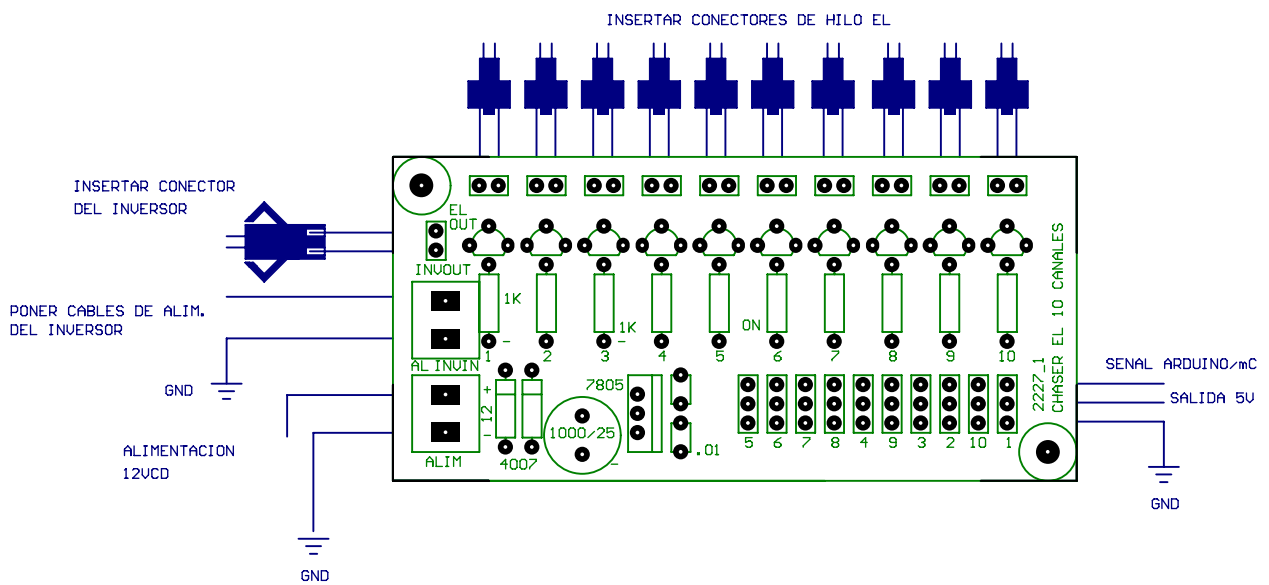 INSERTAR CONECTORES DE HILO EL
INSERTAR CONECTOR
DEL INVERSOR
EL
OUT
INVOUT
PONER CABLES DE ALIM.
DEL INVERSOR
GND
1K
1K
ON
- -
1 2 3 4 5 6 7 8 9 10
ALINVIN
2227_1
CHASER EL 10 CANALES
SENAL ARDUINO/mC
SALIDA 5V
GND
ALIMENTACION
12VCD
GND
+
12
-
ALIM
4007
1000/25
-
7805
.01
5 6 7 8 4 9 3 2 10 1